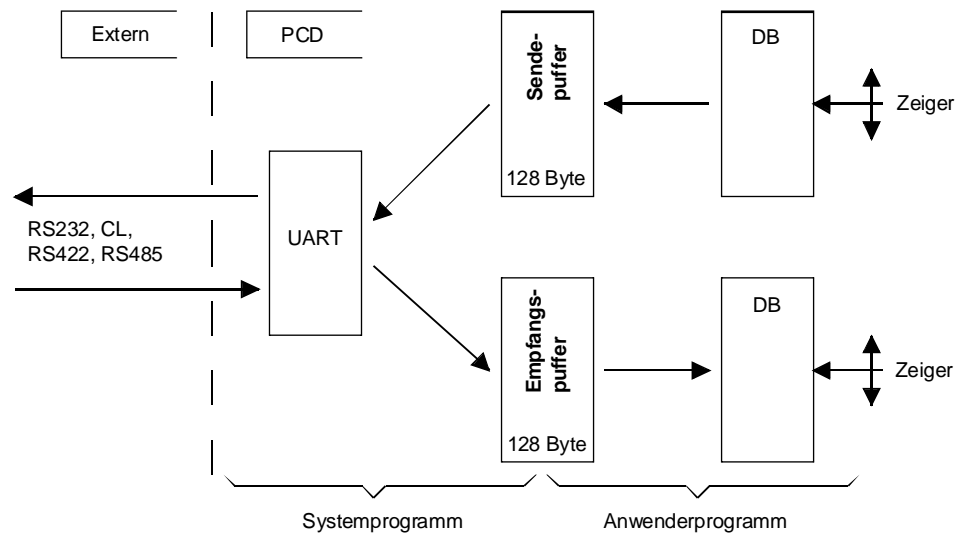 Extern
PCD
Sende-
puffer
128 Byte
DB
Zeiger
RS232, CL,
RS422, RS485
UART
Empfangs-
puffer
128 Byte
DB
Zeiger
Systemprogramm
Anwenderprogramm